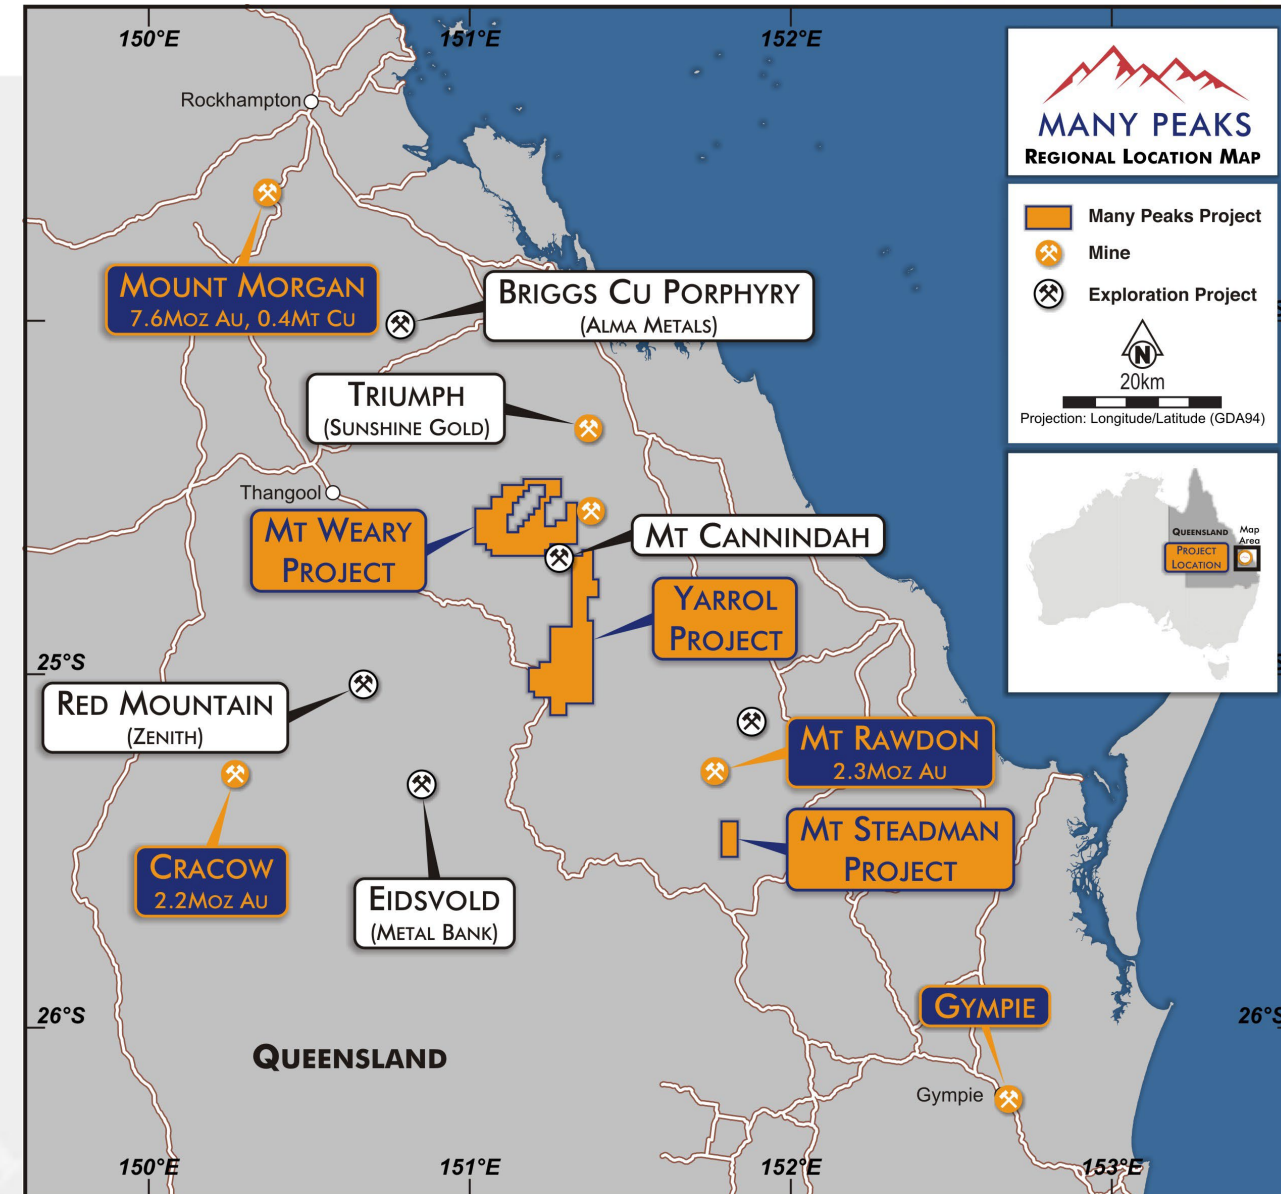 150°E
151°E
152°E
MANY PEAKS
REGIONAL LOCATION MAP
Many Peaks Project
Mine
Exploration Project
N
20km
Projection: Longitude/Latitude (GDA94)
QUEENSLAND
Map
Area
PROJECT
LOCATION
Rockhampton
MOUNT MORGAN
7.6MOZ AU, 0.4MT CU
BRIGGS CU PORPHYRY
(ALMA METALS)
TRIUMPH
(SUNSHINE GOLD)
Thangool
MT WEARY
PROJECT
MT CANNINDAH
YARROL
PROJECT
25°S
RED MOUNTAIN
(ZENITH)
MT RAWDON
2.3MOZ AU
CRACOW
2.2MOZ AU
MT STEADMAN
PROJECT
EIDSVOLD
(METAL BANK)
26°S
26°S
GYMPIE
QUEENSLAND
Gympie
150°E
151°E
152°E
153°E